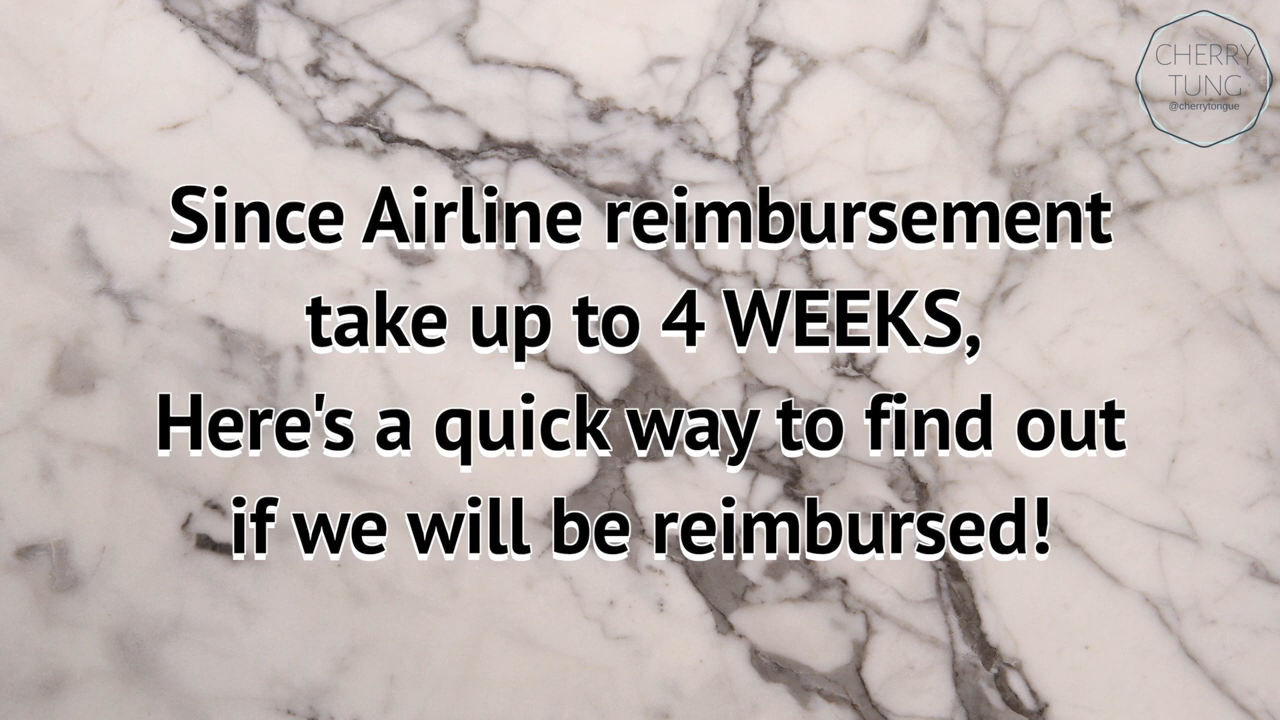 CHERRY
TUNG
@cherrytongue
Since Airline reimbursement
take up to 4 WEEKS,
Here's a quick way to find out
if we will be reimbursed!